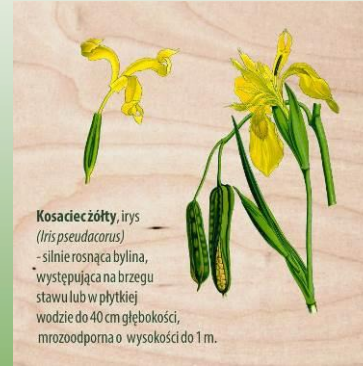 Kosaciec żółty, irys
(Iris pseudacorus)
- silnie rosnąca bylina,
występująca na brzegu
stawu lub w płytkiej
wodzie do 40 cm głębokości,
mrozoodporna o wysokości do 1 m.